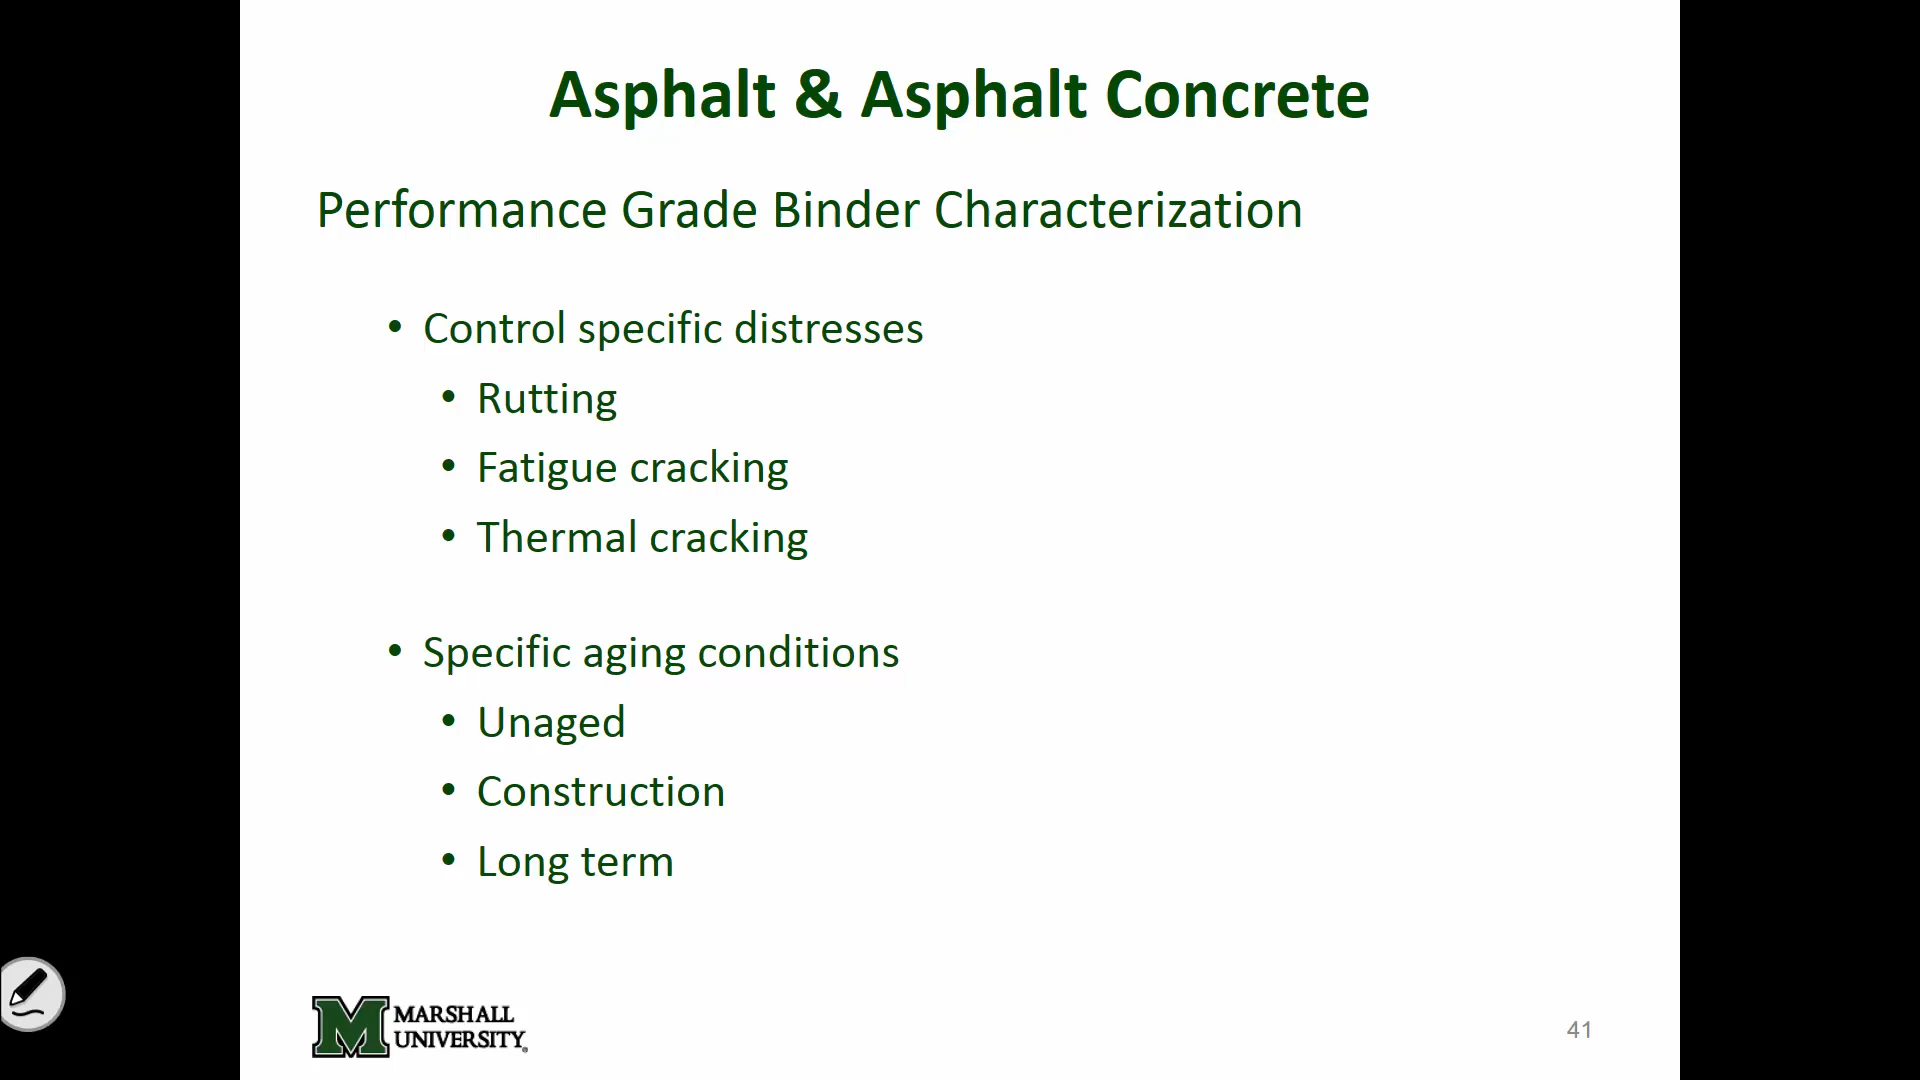 Asphalt & Asphalt Concrete
Performance Grade Binder Characterization
• Control specific distresses
• Rutting
• Fatigue cracking
• Thermal cracking
• Specific aging conditions
• Unaged
• Construction
• Long term
M MARSHALL
UNIVERSITY®
41